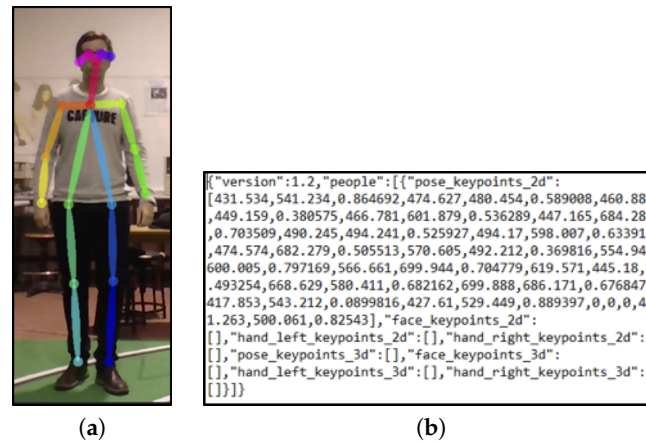 CAPTURE
{"version":1.2,"people":[{"pose_keypoints_2d":
[431.534,541.234,0.864692,474.627,480.454,0.589008,460.88
,449.159,0.380575,466.781,601.879,0.536289,447.165,684.28
,0.703509,490.245,494.241,0.525927,494.17,598.007,0.63391
,474.574,682.279,0.505513,570.605,492.212,0.369816,554.94
600.005,0.797169,566.661,699.944,0.704779,619.571,445.18,
.493254,668.629,580.411,0.682162,699.888,686.171,0.676847
417.853,543.212,0.0899816,427.61,529.449,0.889397,0,0,0,4
1.263,500.061,0.82543],"face_keypoints_2d":
[],"hand_left_keypoints_2d":[],"hand_right_keypoints_2d":
[],"pose_keypoints_3d":[],"face_keypoints_3d":
[],"hand_left_keypoints_3d":[],"hand_right_keypoints_3d":
[]}]}
(a)
(b)